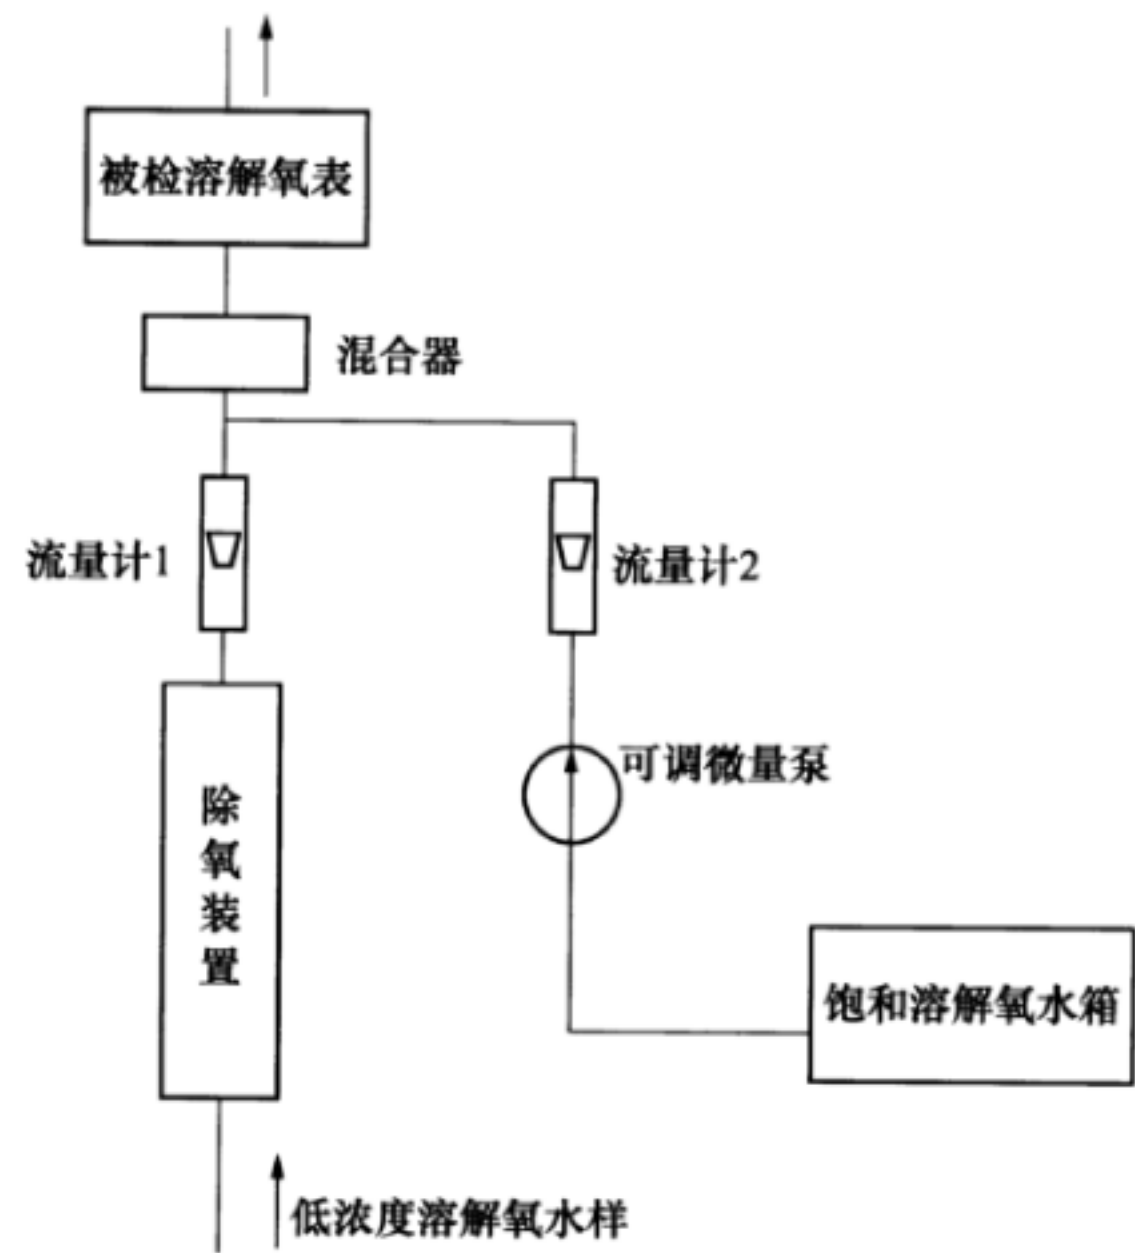 被检溶解氧表
混合器
流量计1
流量计2
可调微量泵
除氧装置
饱和溶解氧水箱
低浓度溶解氧水样